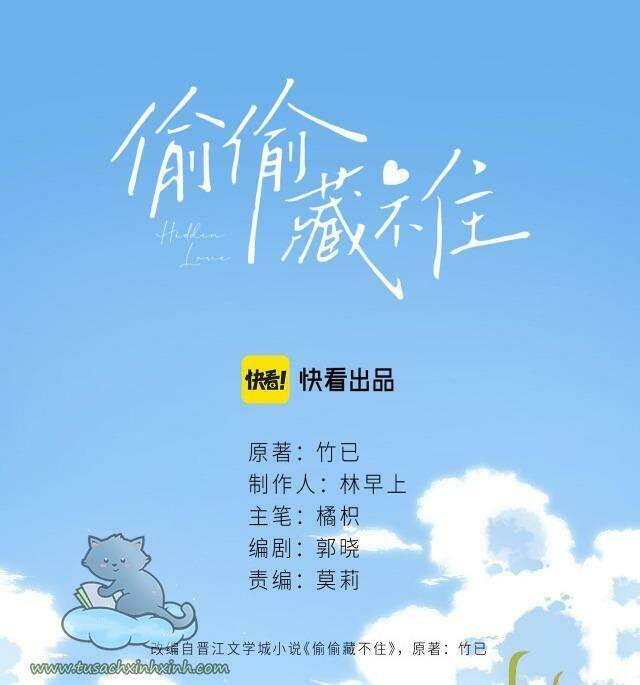 偷偷藏不住
Hidden
Love
快看! 快看出品
原著：竹已
制作人：林早上
主笔：橘枳
编剧：郭晓
责编：莫莉
改编自晋江文学城小说《偷偷藏不住》，原著：竹已
www.tusachxinhxinh.com